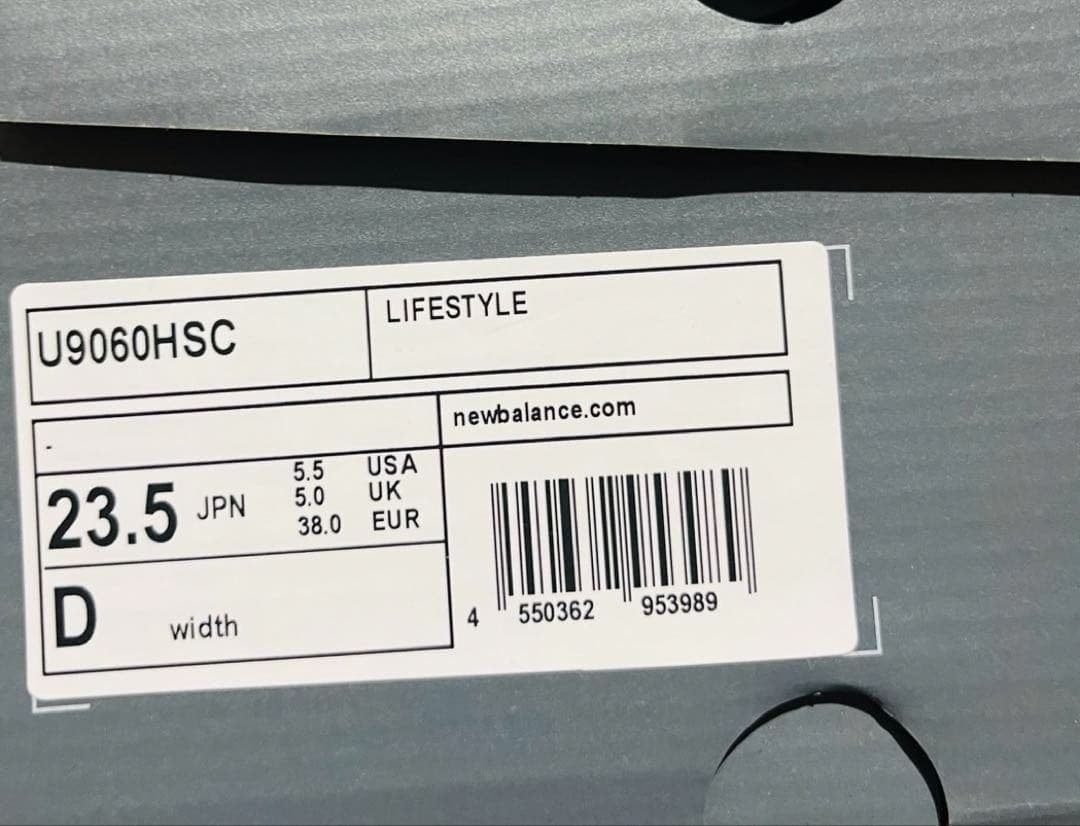 U9060HSC
LIFESTYLE
-
newbalance.com
23.5 JPN
5.5 USA
5.0 UK
38.0 EUR
D width
4 550362 953989